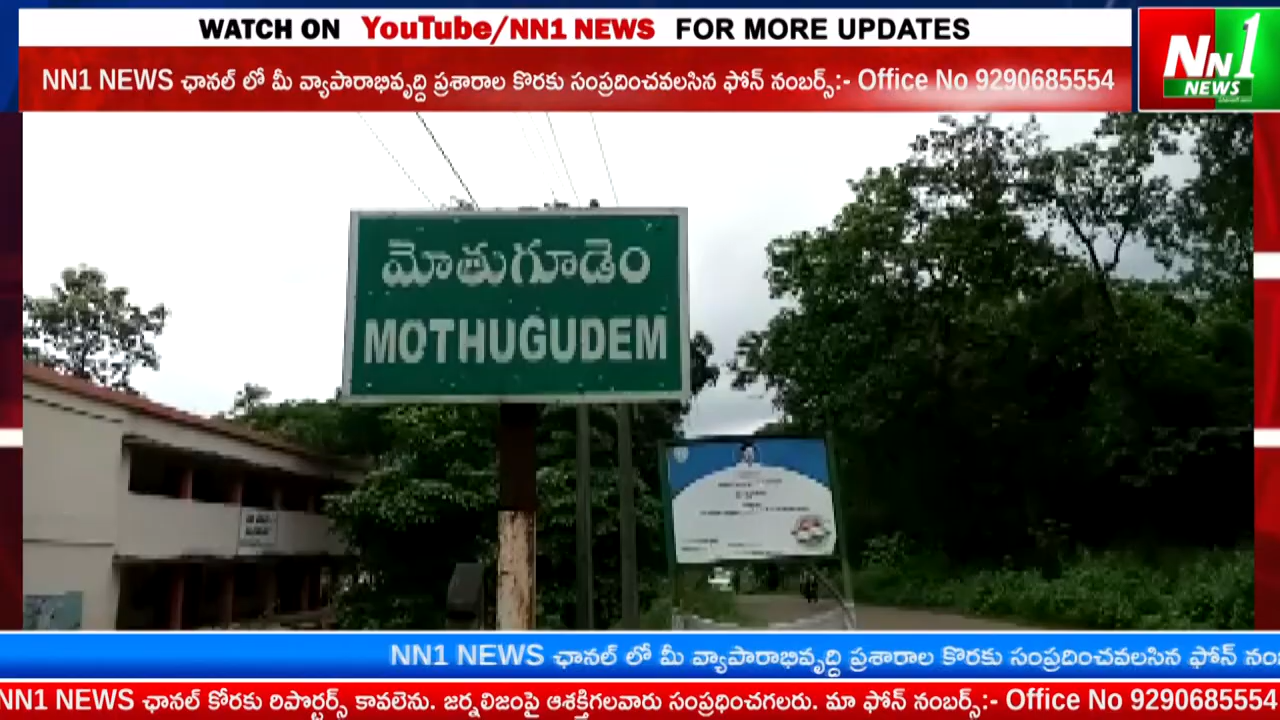 WATCH ON YouTube/NN1 NEWS FOR MORE UPDATES
NN1 NEWS ఛానల్ లో మీ వ్యాపారాభివృద్ది ప్రశారాల కొరకు సంప్రదించవలసిన ఫోన్ నంబర్స్:- Office No 9290685554
NN1
NEWS
మోతుగూడెం
MOTHUGUDEM
NN1 NEWS ఛానల్ లో మీ వ్యాపారాభివృద్ది ప్రశారాల కొరకు సంప్రదించవలసిన ఫోన్
NN1 NEWS ఛానల్ కోరకు రిపోర్టర్స్ కావలెను. జర్నలిజంపై ఆశక్తిగలవారు సంప్రధించగలరు. మా ఫోన్ నంబర్స్:- Office No 9290685554